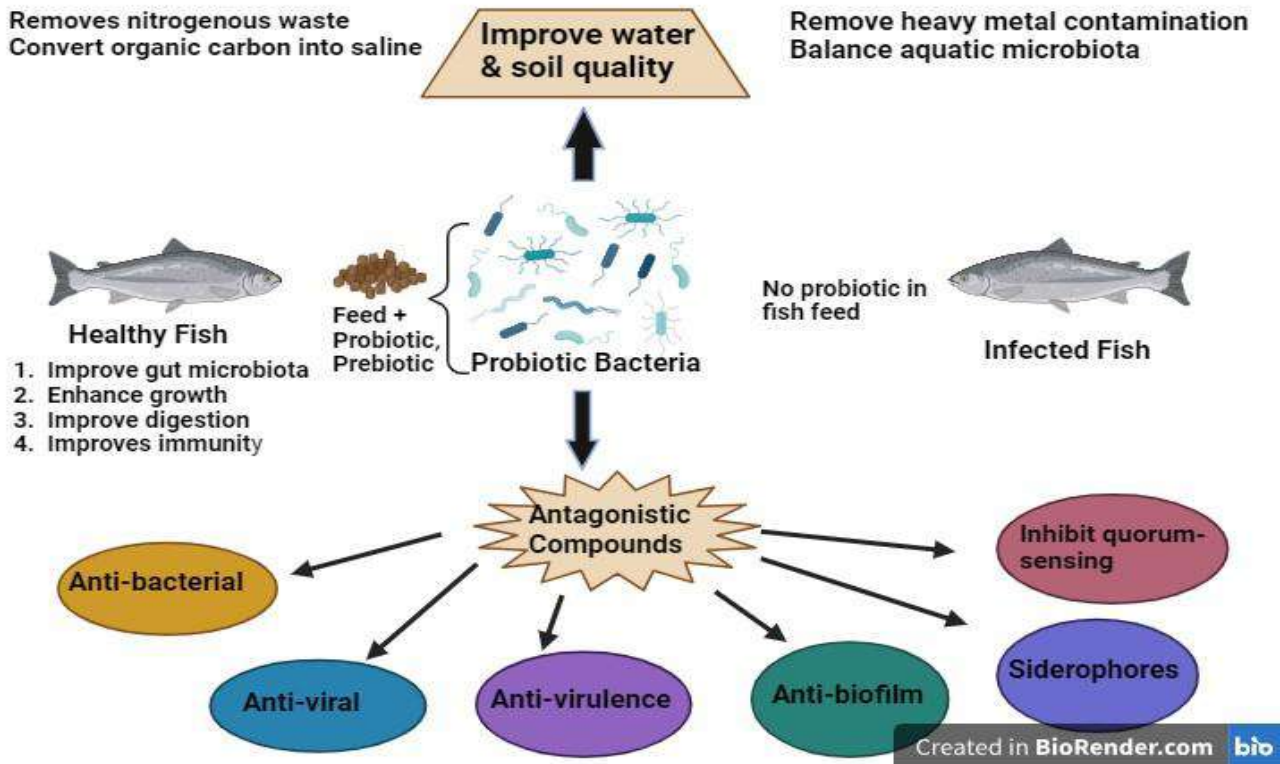 Removes nitrogenous waste
Convert organic carbon into saline
Improve water
& soil quality
Remove heavy metal contamination
Balance aquatic microbiota
Healthy Fish
1. Improve gut microbiota
2. Enhance growth
3. Improve digestion
4. Improves immunity
Feed +
Probiotic,
Prebiotic
Probiotic Bacteria
No probiotic in
fish feed
Infected Fish
Antagonistic
Compounds
Anti-bacterial
Anti-viral
Anti-virulence
Anti-biofilm
Inhibit quorum-
sensing
Siderophores
Created in BioRender.com bio